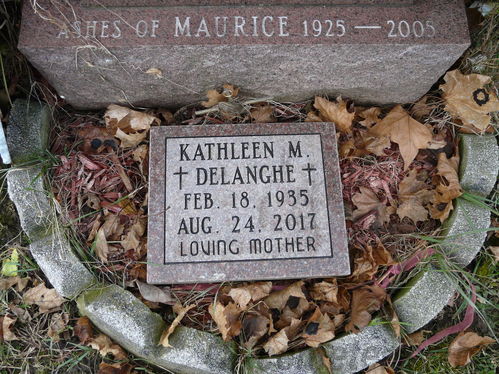 ASHES OF MAURICE 1925 — 2005
KATHLEEN M.
† DELANGHE †
FEB. 18, 1935
AUG. 24, 2017
LOVING MOTHER